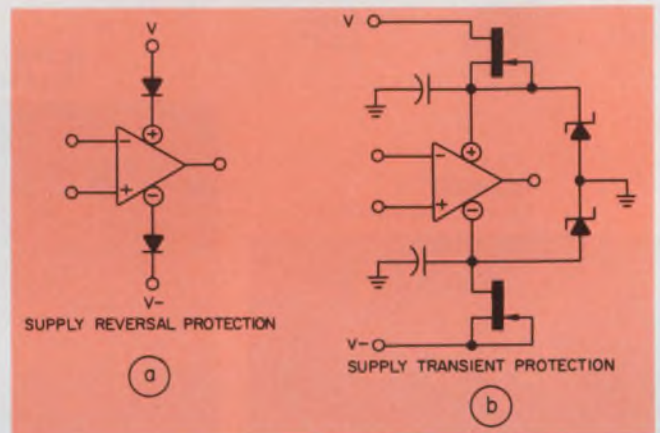 V
V
- +
+ -
- +
+ -
V-
V-
SUPPLY REVERSAL PROTECTION
SUPPLY TRANSIENT PROTECTION
a
b